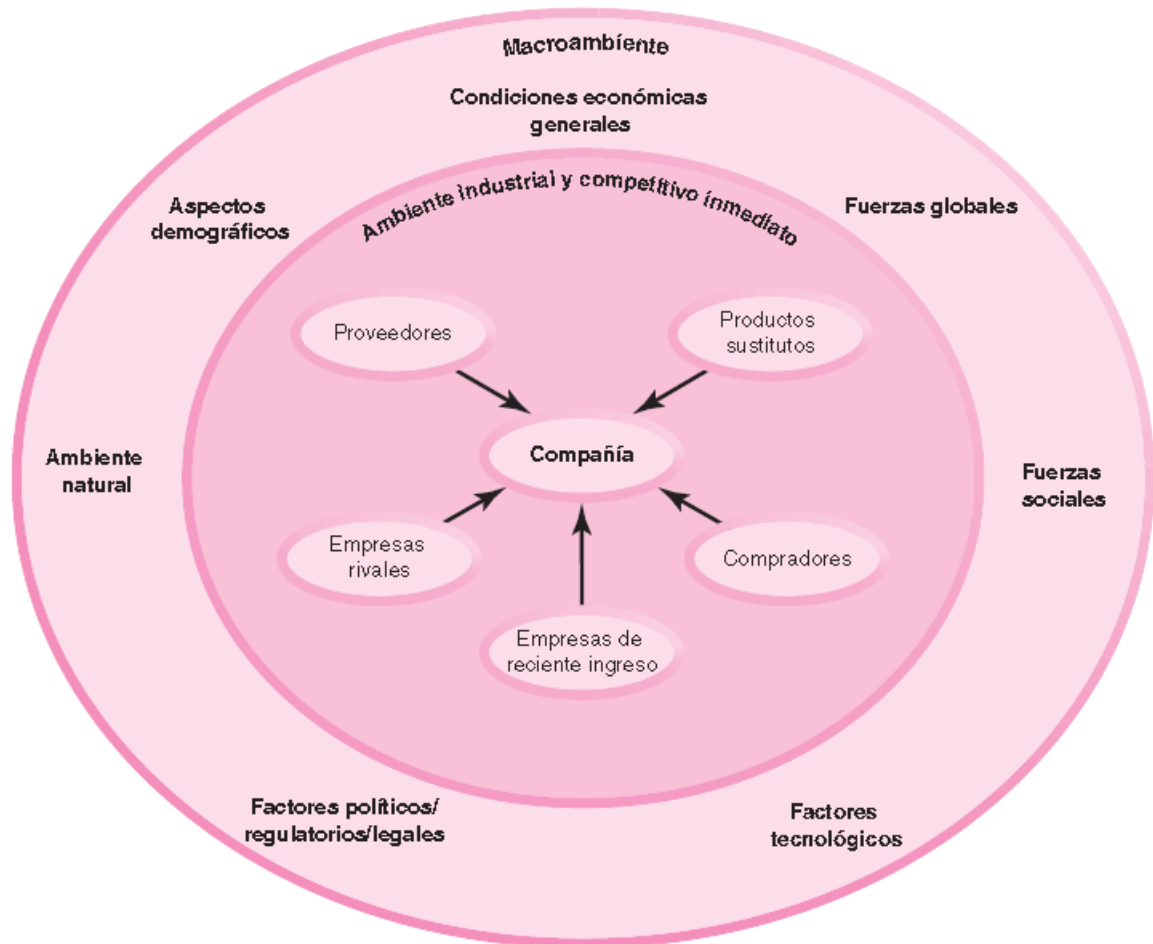 Macroambiente
Condiciones económicas
generales
Ambiente industrial y competitivo inmediato
Aspectos
demográficos
Fuerzas globales
Proveedores
Productos
sustitutos
Ambiente
natural
Compañía
Fuerzas
sociales
Empresas
rivales
Compradores
Empresas de
reciente ingreso
Factores políticos/
regulatorios/legales
Factores
tecnológicos